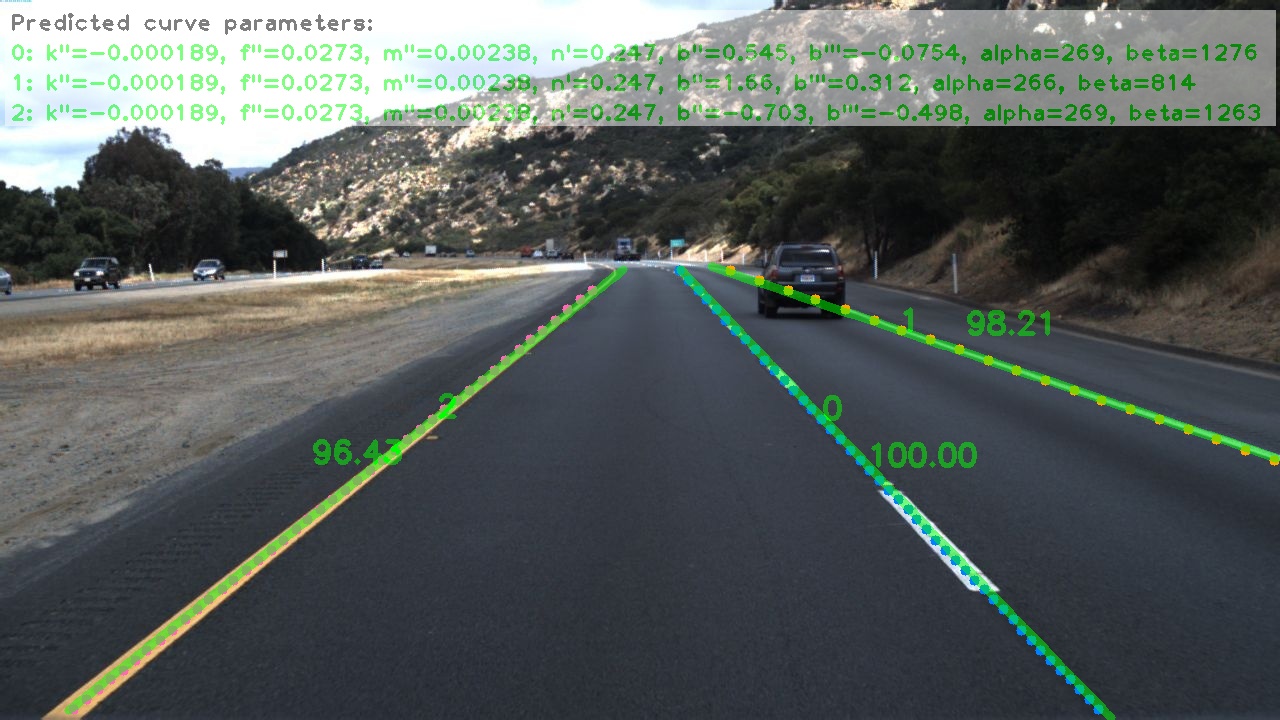 Predicted curve parameters:
0: k''=-0.000189, f''=0.0273, m''=0.00238, n'=0.247, b''=0.545, b'''=-0.0754, alpha=269, beta=1276
1: k''=-0.000189, f''=0.0273, m''=0.00238, n'=0.247, b''=1.66, b'''=0.312, alpha=266, beta=814
2: k''=-0.000189, f''=0.0273, m''=0.00238, n'=0.247, b''=-0.703, b'''=-0.498, alpha=269, beta=1263
1 98.21
2 0
96.43 100.00